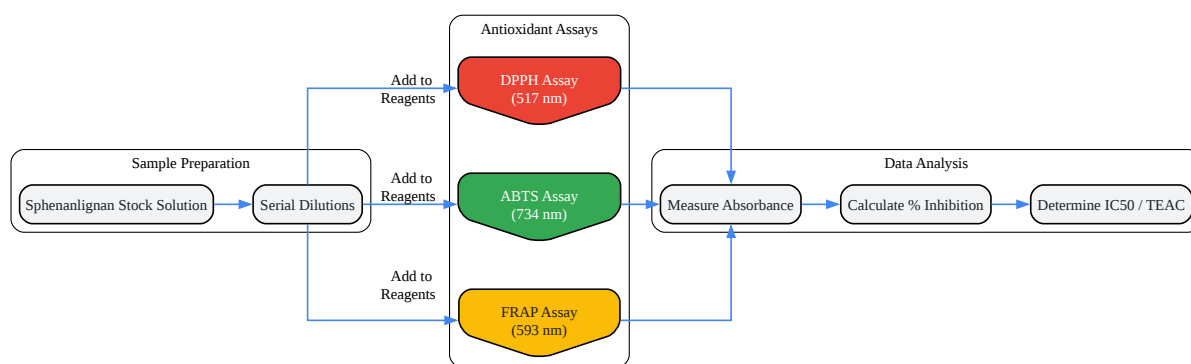 Sample Preparation
Sphenanlignan Stock Solution
Serial Dilutions
Add to
Reagents
Add to
Reagents
Add to
Reagents
Antioxidant Assays
DPPH Assay
(517 nm)
ABTS Assay
(734 nm)
FRAP Assay
(593 nm)
Data Analysis
Measure Absorbance
Calculate % Inhibition
Determine IC50 / TEAC